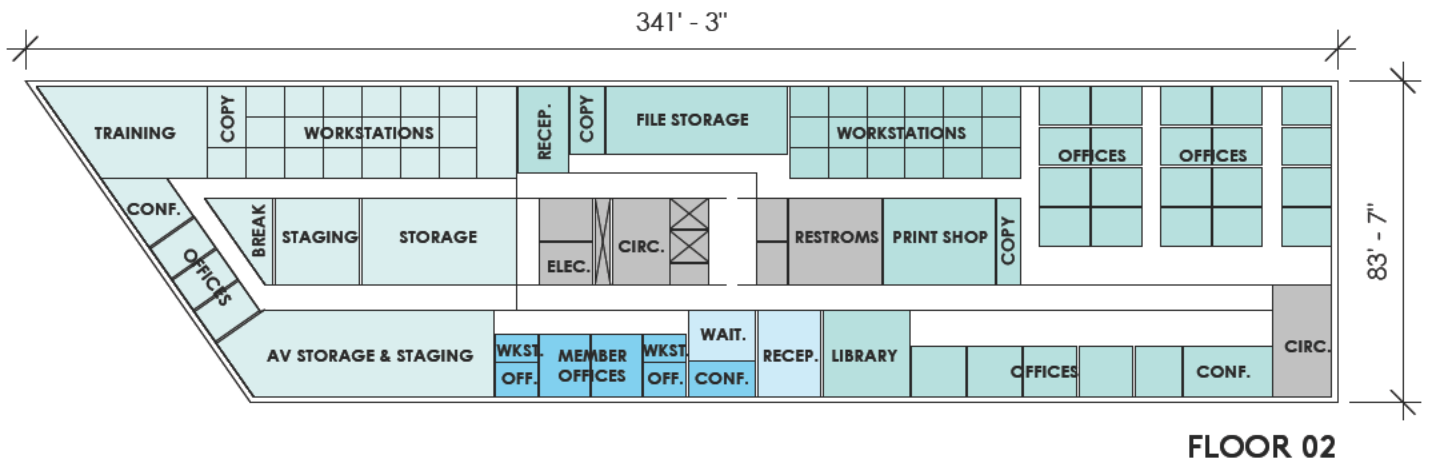 341' - 3"
TRAINING
COPY
WORKSTATIONS
RECEP.
COPY
FILE STORAGE
WORKSTATIONS
OFFICES
OFFICES
CONF.
OFFICES
BREAK
STAGING
STORAGE
ELEC.
CIRC.
RESTROMS
PRINT SHOP
COPY
83' - 7"
AV STORAGE & STAGING
WKST.
OFF.
MEMBER
OFFICES
WKST.
OFF.
WAIT.
CONF.
RECEP.
LIBRARY
OFFICES
CONF.
CIRC.
FLOOR 02